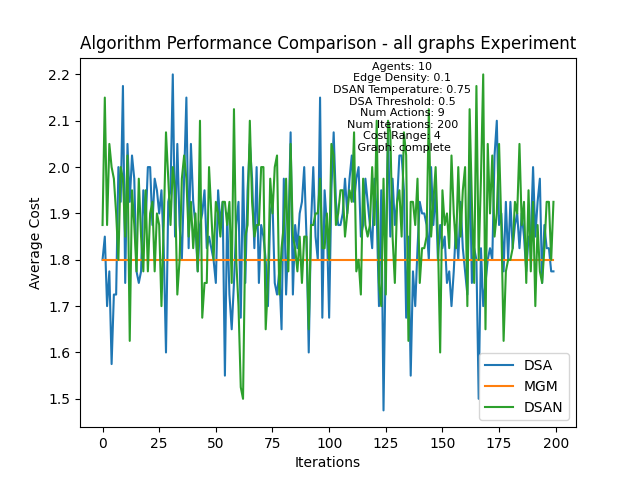 Algorithm Performance Comparison - all graphs Experiment
Agents: 10
Edge Density: 0.1
DSAN Temperature: 0.75
DSA Threshold: 0.5
Num Actions: 9
Num Iterations: 200
Cost Range: 4
Graph: complete
2.2
2.1
2.0
1.9
1.8
1.7
1.6
1.5
Average Cost
DSA
MGM
DSAN
0 25 50 75 100 125 150 175 200
Iterations